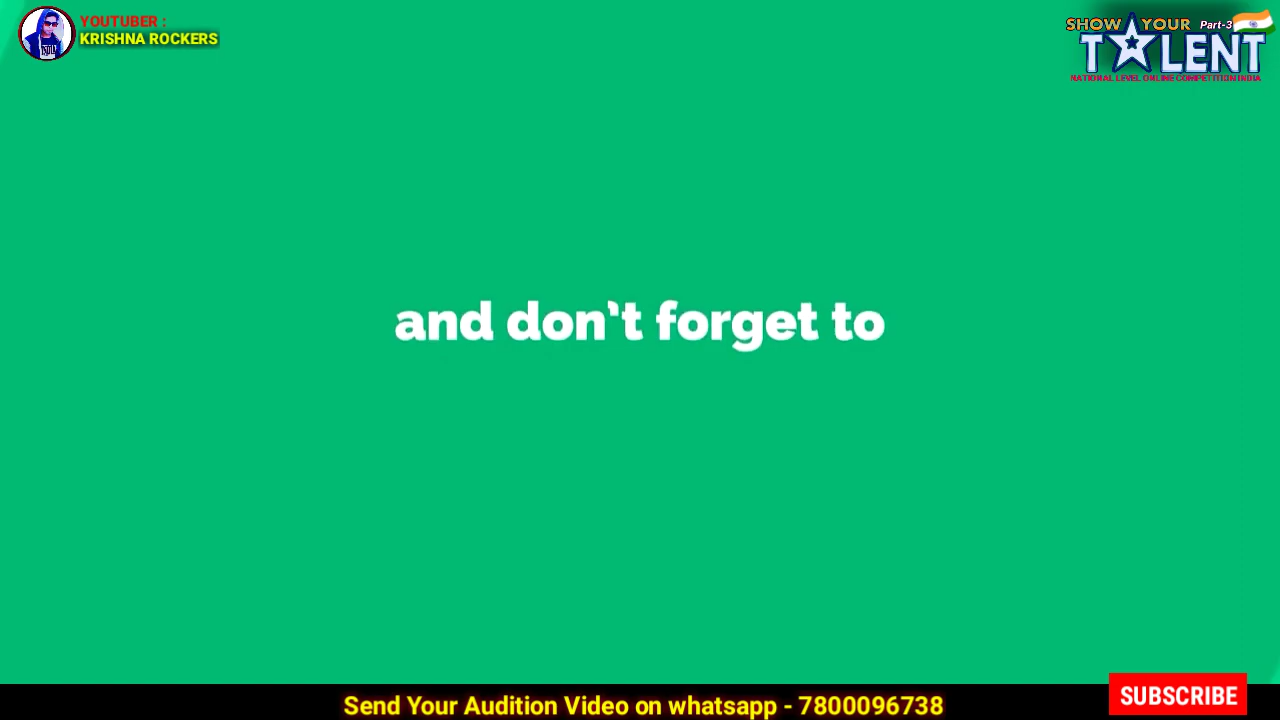 YOUTUBER :
KRISHNA ROCKERS
SHOW YOUR Part-3
TALENT
NATIONAL LEVEL ONLINE COMPETITION INDIA
and don't forget to
Send Your Audition Video on whatsapp - 7800096738
SUBSCRIBE